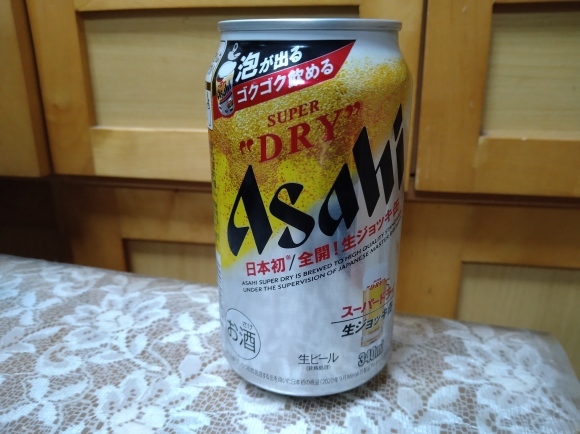 泡が出る
ゴクゴク飲める
SUPER
"DRY"
Asahi
日本初※/全開!生ジョッキ缶
ASAHI SUPER DRY IS BREWED TO HIGH QUALITY
UNDER THE SUPERVISION OF JAPANESE MASTER
スーパードラ
生ジョッキ缶
お酒
生ビール
340ml